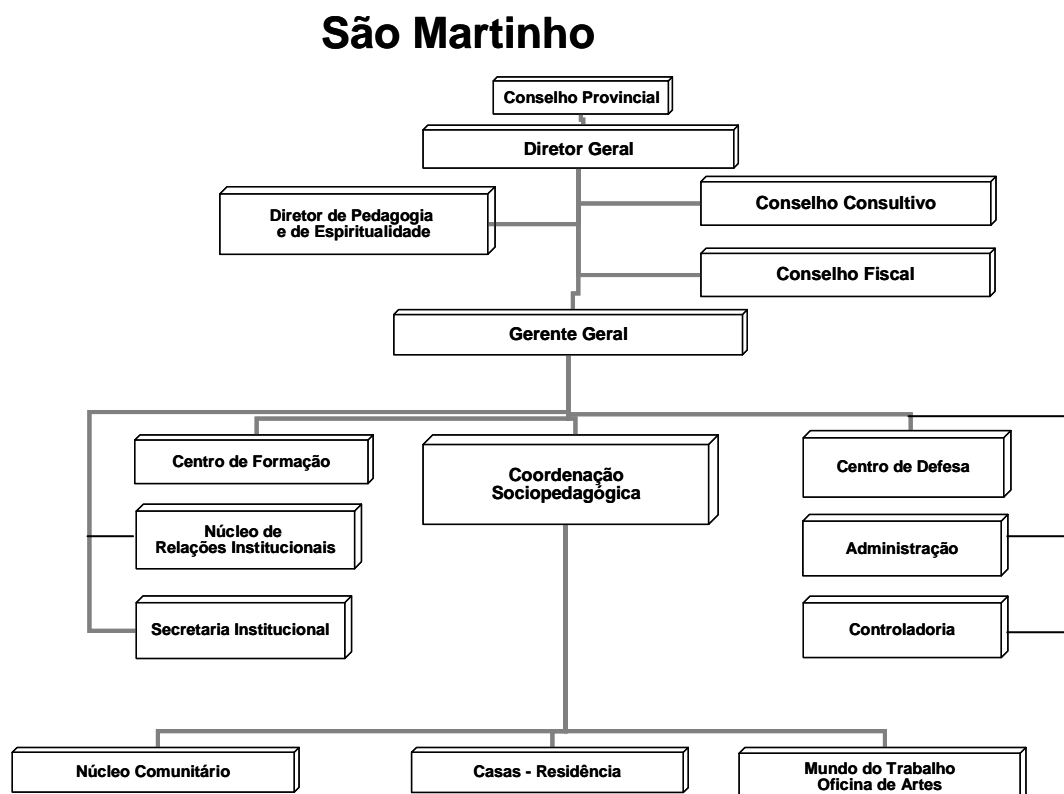 São Martinho
Conselho Provincial
Diretor Geral
Diretor de Pedagogia
e de Espiritualidade
Conselho Consultivo
Conselho Fiscal
Gerente Geral
Centro de Formação
Coordenação
Sociopedagógica
Centro de Defesa
Núcleo de
Relações Institucionais
Administração
Secretaria Institucional
Controladoria
Núcleo Comunitário
Casas - Residência
Mundo do Trabalho
Oficina de Artes